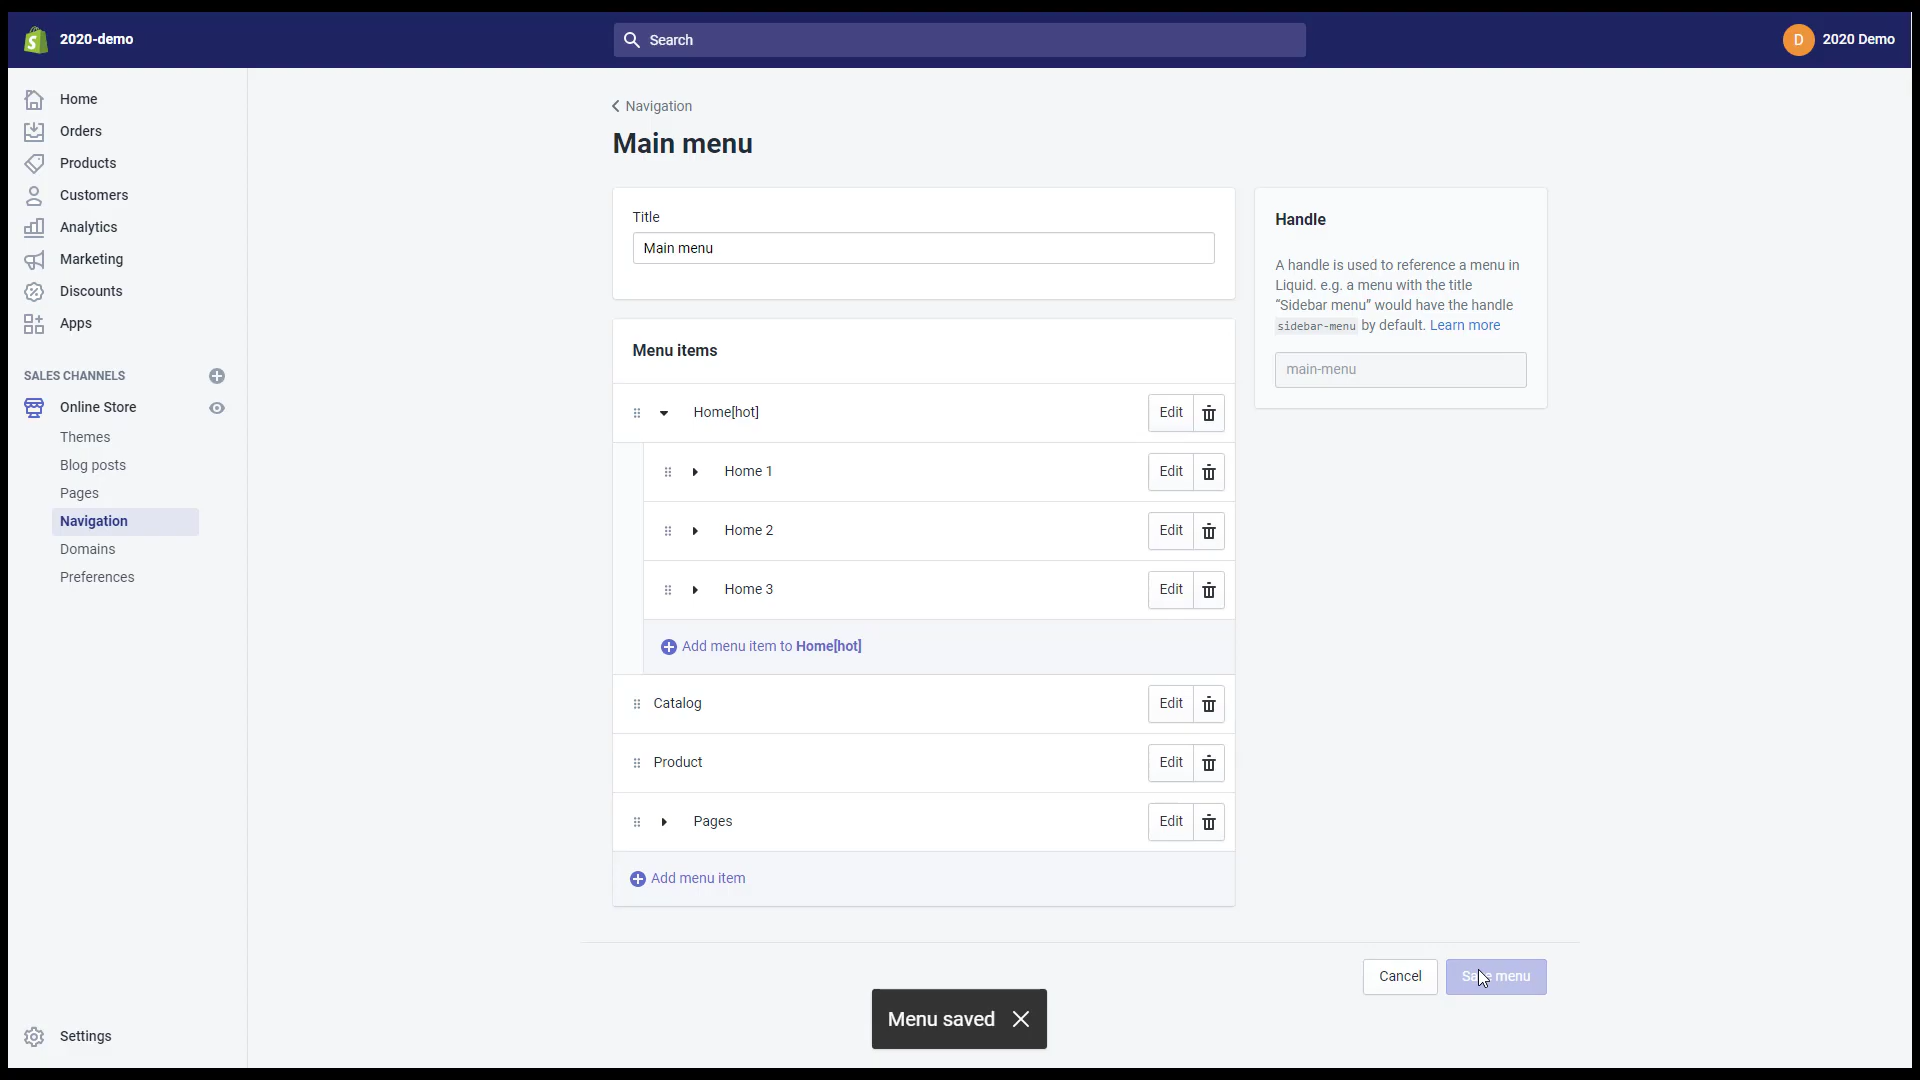 2020-demo
Search
D
2020 Demo
Home
Orders
Products
Customers
Analytics
Marketing
Discounts
Apps
SALES CHANNELS
Online Store
Themes
Blog posts
Pages
Navigation
Domains
Preferences
Settings
Navigation
Main menu
Title
Main menu
Menu items
Home[hot]
Edit
Home 1
Edit
Home 2
Edit
Home 3
Edit
Add menu item to Home[hot]
Catalog
Edit
Product
Edit
Pages
Edit
Add menu item
Handle
A handle is used to reference a menu in
Liquid. e.g. a menu with the title
“Sidebar menu” would have the handle
sidebar-menu by default. Learn more
main-menu
Cancel
Save menu
Menu saved